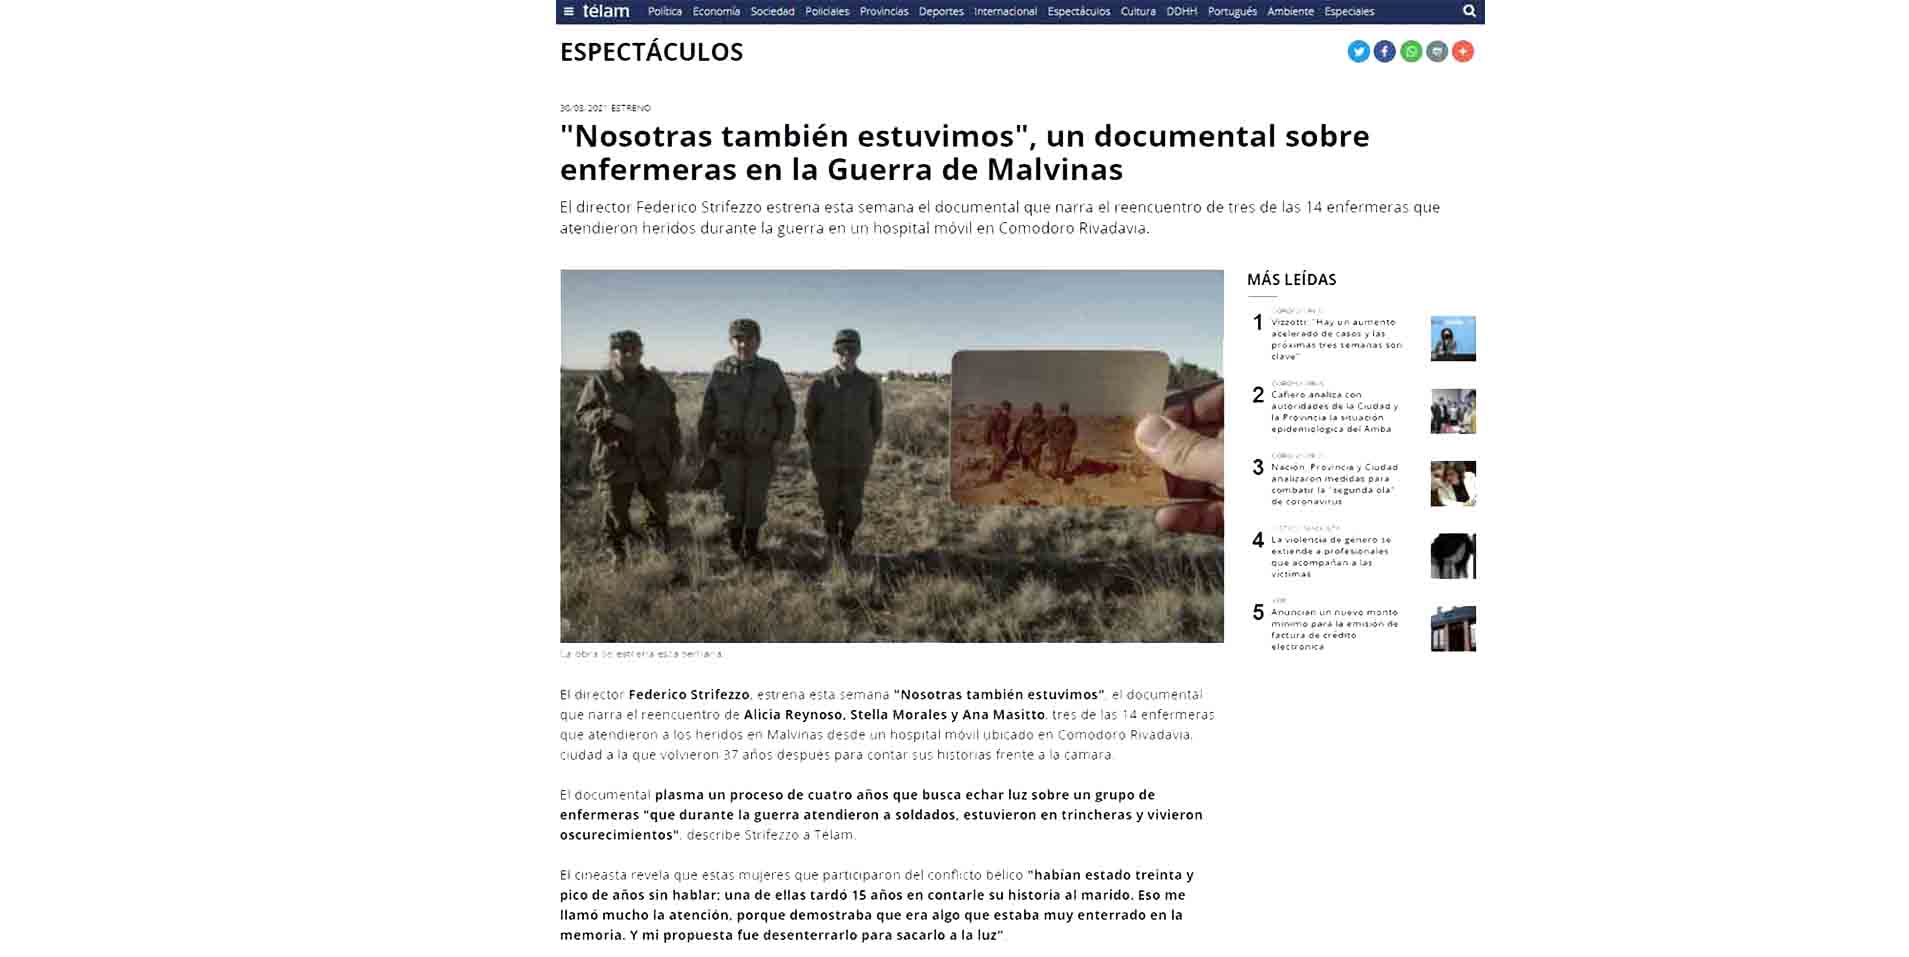 télam Política Economía Sociedad Policiales Provincias Deportes Internacional Espectáculos Cultura DDHH Portugués Ambiente Especiales
ESPECTÁCULOS
30/03/2021 ESTRENO
"Nosotras también estuvimos", un documental sobre
enfermeras en la Guerra de Malvinas
El director Federico Strifezzo estrena esta semana el documental que narra el reencuentro de tres de las 14 enfermeras que
atendieron heridos durante la guerra en un hospital móvil en Comodoro Rivadavia.
La obra se estrena esta semana.
El director Federico Strifezzo, estrena esta semana "Nosotras también estuvimos", el documental
que narra el reencuentro de Alicia Reynoso, Stella Morales y Ana Masitto, tres de las 14 enfermeras
que atendieron a los heridos en Malvinas desde un hospital móvil ubicado en Comodoro Rivadavia,
ciudad a la que volvieron 37 años después para contar sus historias frente a la cámara.
El documental plasma un proceso de cuatro años que busca echar luz sobre un grupo de
enfermeras "que durante la guerra atendieron a soldados, estuvieron en trincheras y vivieron
oscurecimientos", describe Strifezzo a Télam.
El cineasta revela que estas mujeres que participaron del conflicto bélico "habían estado treinta y
pico de años sin hablar; una de ellas tardó 15 años en contarle su historia al marido. Eso me
llamó mucho la atención, porque demostraba que era algo que estaba muy enterrado en la
memoria. Y mi propuesta fue desenterrarlo para sacarlo a la luz"
MÁS LEÍDAS
1
Vizzotti: "Hay un aumento
acelerado de casos y las
próximas tres semanas son
clave"
2
Cafiero analiza con
autoridades de la Ciudad y
la Provincia la situación
epidemiológica del Amba
3
Nación, Provincia y Ciudad
analizaron medidas para
combatir la "segunda ola"
de coronavirus
4
La violencia de género se
extiende a profesionales
que acompañan a las
víctimas
5
Anuncian un nuevo monto
mínimo para la emisión de
factura de crédito
electrónica